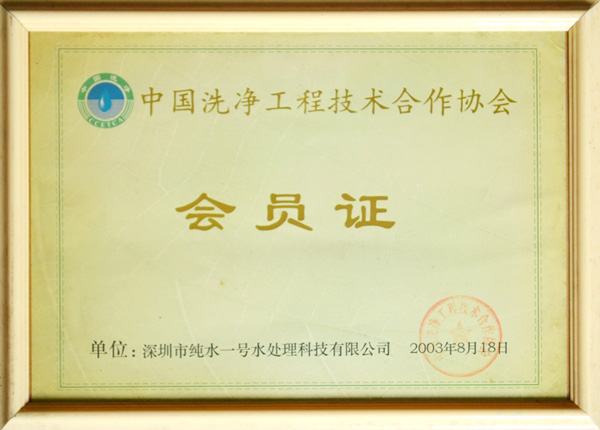 中国洗净工程技术合作协会
会员证
单位：深圳市纯水一号水处理科技有限公司 2003年8月18日